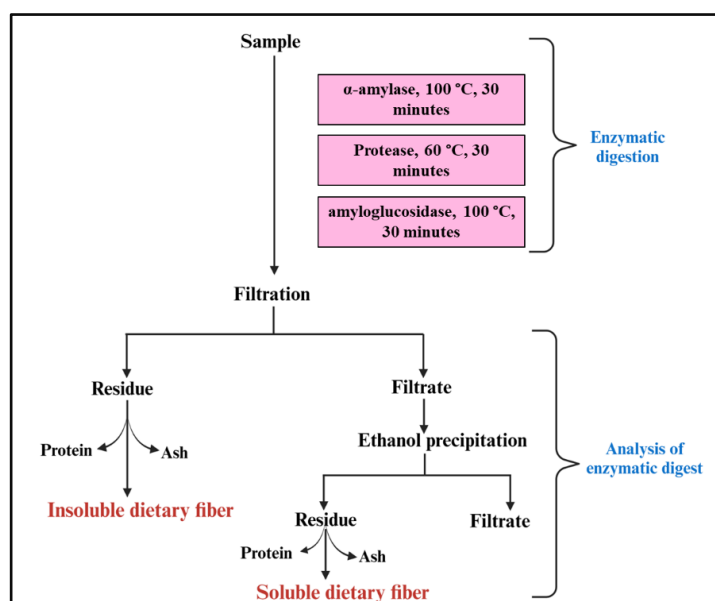 Sample
α-amylase, 100 °C, 30
minutes
Protease, 60 °C, 30
minutes
amyloglucosidase, 100 °C,
30 minutes
Enzymatic
digestion
Filtration
Residue
Filtrate
Protein
Ash
Ethanol precipitation
Insoluble dietary fiber
Analysis of
enzymatic digest
Residue
Filtrate
Protein
Ash
Soluble dietary fiber